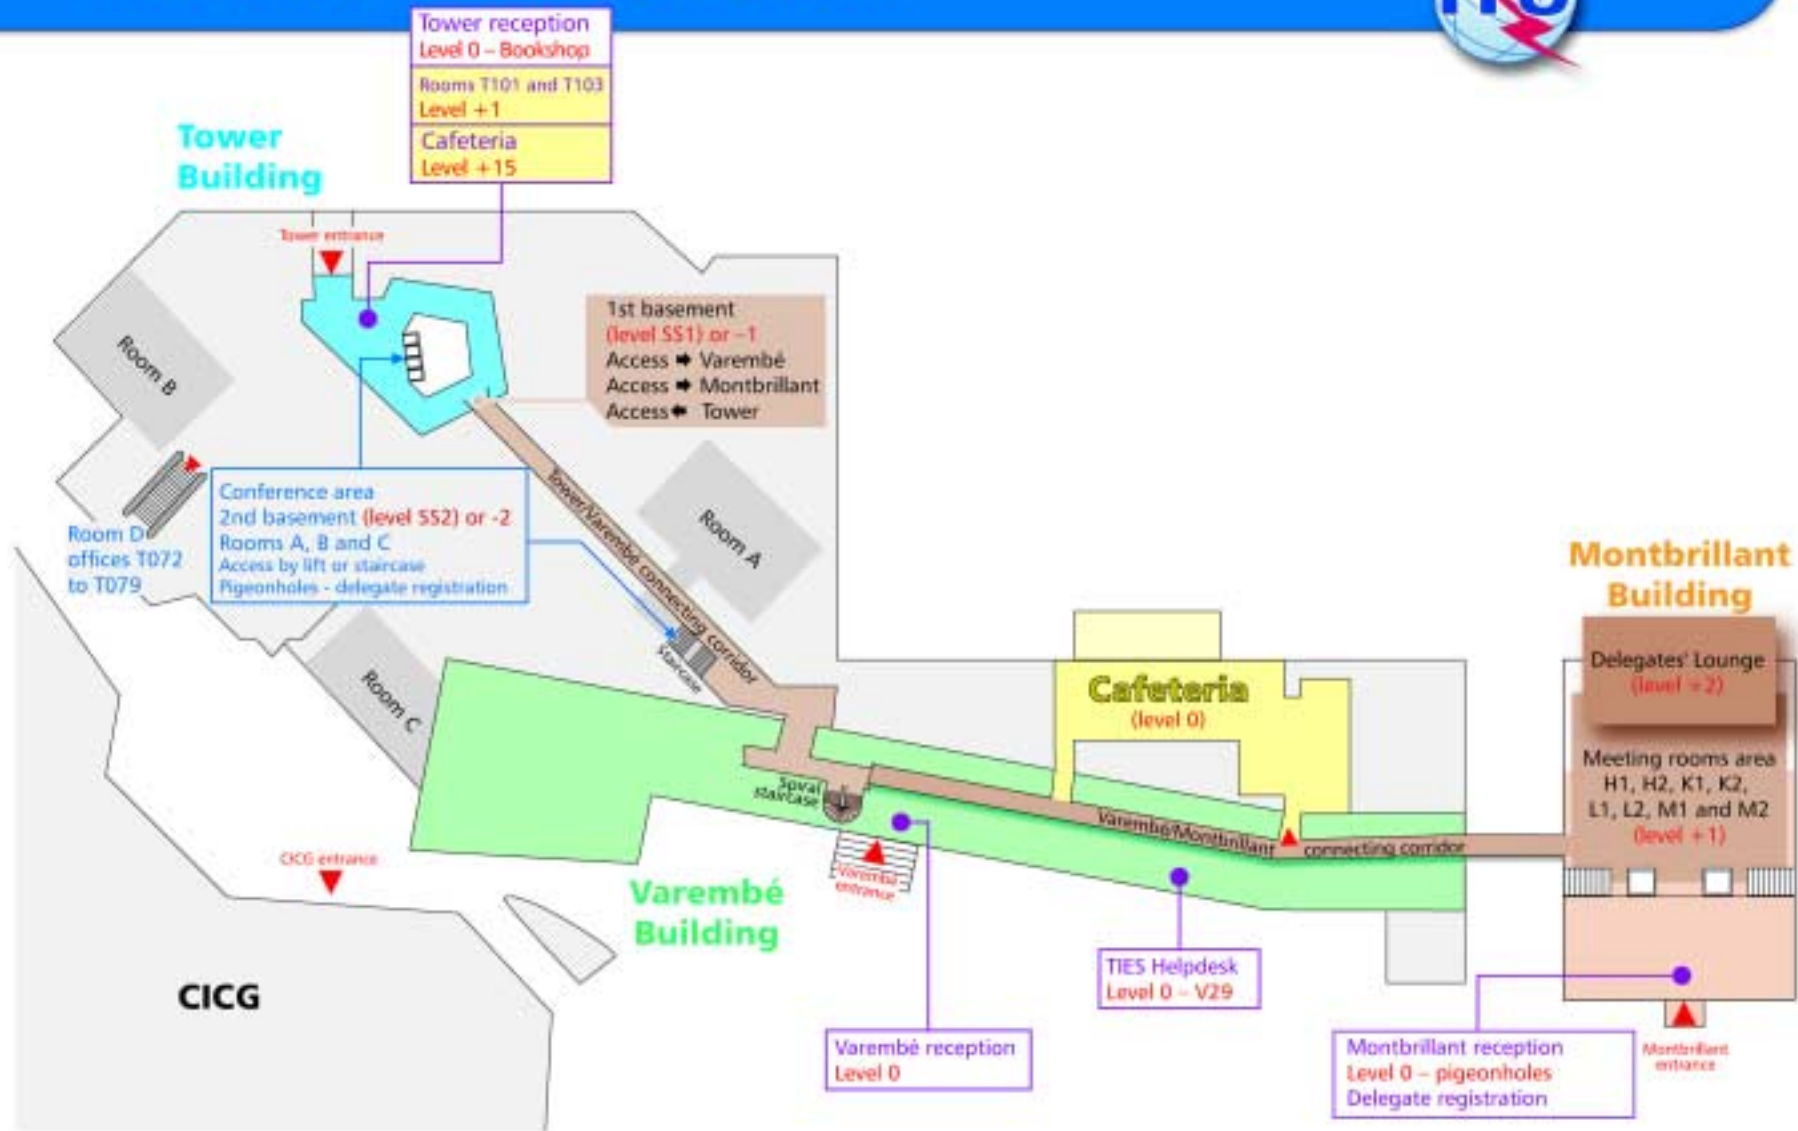 ITU
Tower reception
Level 0 – Bookshop
Rooms T101 and T103
Level +1
Cafeteria
Level +15
Tower
Building
Tower entrance
1st basement
(level SS1) or –1
Access ➡ Varembé
Access ➡ Montbrillant
Access⬅ Tower
Room B
Room D
offices T072
to T079
Conference area
2nd basement (level SS2) or -2
Rooms A, B and C
Access by lift or staircase
Pigeonholes - delegate registration
Tower/Varembé connecting corridor
Room A
Staircase
Room C
Cafeteria
(level 0)
Montbrillant
Building
Delegates' Lounge
(level +2)
Meeting rooms area
H1, H2, K1, K2,
L1, L2, M1 and M2
(level +1)
Spiral
staircase
Varembé/Montbrillant connecting corridor
CICG entrance
Varembé
entrance
Varembé
Building
CICG
TIES Helpdesk
Level 0 – V29
Varembé reception
Level 0
Montbrillant reception
Level 0 – pigeonholes
Delegate registration
Montbrillant
entrance